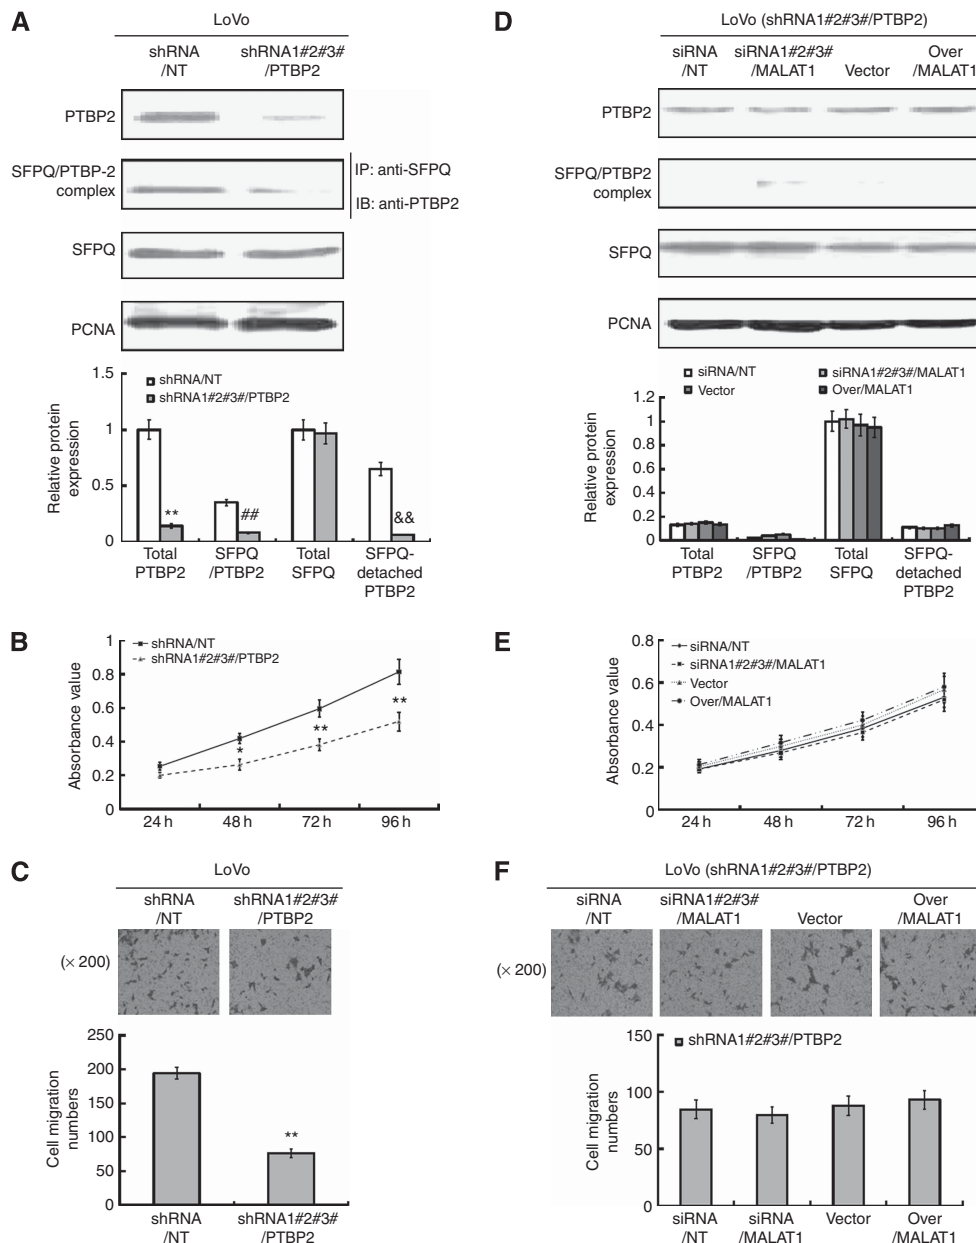 A
LoVo
shRNA
/NT
shRNA1#2#3#
/PTBP2
PTBP2
SFPQ/PTBP-2
complex
IP: anti-SFPQ
IB: anti-PTBP2
SFPQ
PCNA
shRNA/NT
shRNA1#2#3#/PTBP2
Relative protein
expression
1.5
1
0.5
0
**
##
&&
Total
PTBP2
SFPQ
/PTBP2
Total
SFPQ
SFPQ-
detached
PTBP2
B
shRNA/NT
shRNA1#2#3#/PTBP2
Absorbance value
1
0.8
0.6
0.4
0.2
0
*
**
**
24 h 48 h 72 h 96 h
C
LoVo
shRNA
/NT
shRNA1#2#3#
/PTBP2
(× 200)
Cell migration
numbers
250
200
150
100
50
0
**
shRNA
/NT
shRNA1#2#3#
/PTBP2
D
LoVo (shRNA1#2#3#/PTBP2)
siRNA
/NT
siRNA1#2#3#
/MALAT1
Vector
Over
/MALAT1
PTBP2
SFPQ/PTBP2
complex
SFPQ
PCNA
siRNA/NT
siRNA1#2#3#/MALAT1
Vector
Over/MALAT1
Relative protein
expression
1.2
1.0
0.8
0.6
0.4
0.2
0
Total
PTBP2
SFPQ
/PTBP2
Total
SFPQ
SFPQ-
detached
PTBP2
E
siRNA/NT
siRNA1#2#3#/MALAT1
Vector
Over/MALAT1
Absorbance value
0.8
0.6
0.4
0.2
0
24 h 48 h 72 h 96 h
F
LoVo (shRNA1#2#3#/PTBP2)
siRNA
/NT
siRNA1#2#3#
/MALAT1
Vector
Over
/MALAT1
(× 200)
shRNA1#2#3#/PTBP2
Cell migration
numbers
150
100
50
0
siRNA
/NT
siRNA
/MALAT1
Vector
Over
/MALAT1